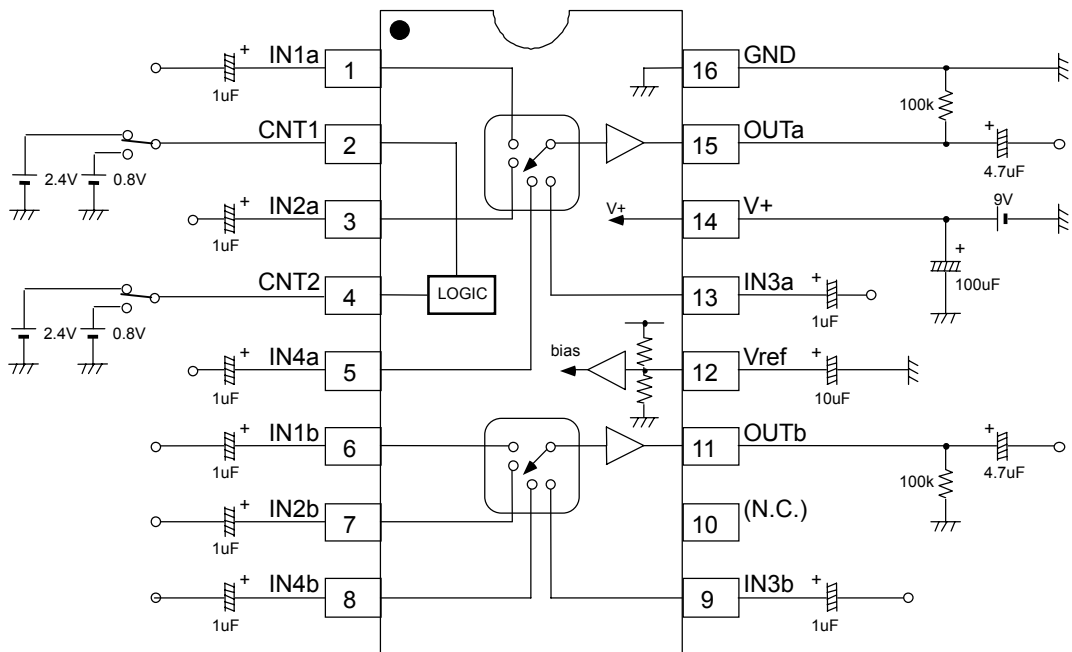 + IN1a 1 16 GND
1uF
100k
CNT1 2 15 OUTa +
2.4V 0.8V 4.7uF
+ IN2a 3 V+ 14 V+ 9V
1uF +
100uF
CNT2 4 LOGIC 13 IN3a +
1uF
2.4V 0.8V
+ IN4a 5 bias 12 Vref +
1uF 10uF
+ IN1b 6 11 OUTb +
1uF 100k 4.7uF
+ IN2b 7 10 (N.C.)
1uF
+ IN4b 8 9 IN3b +
1uF 1uF